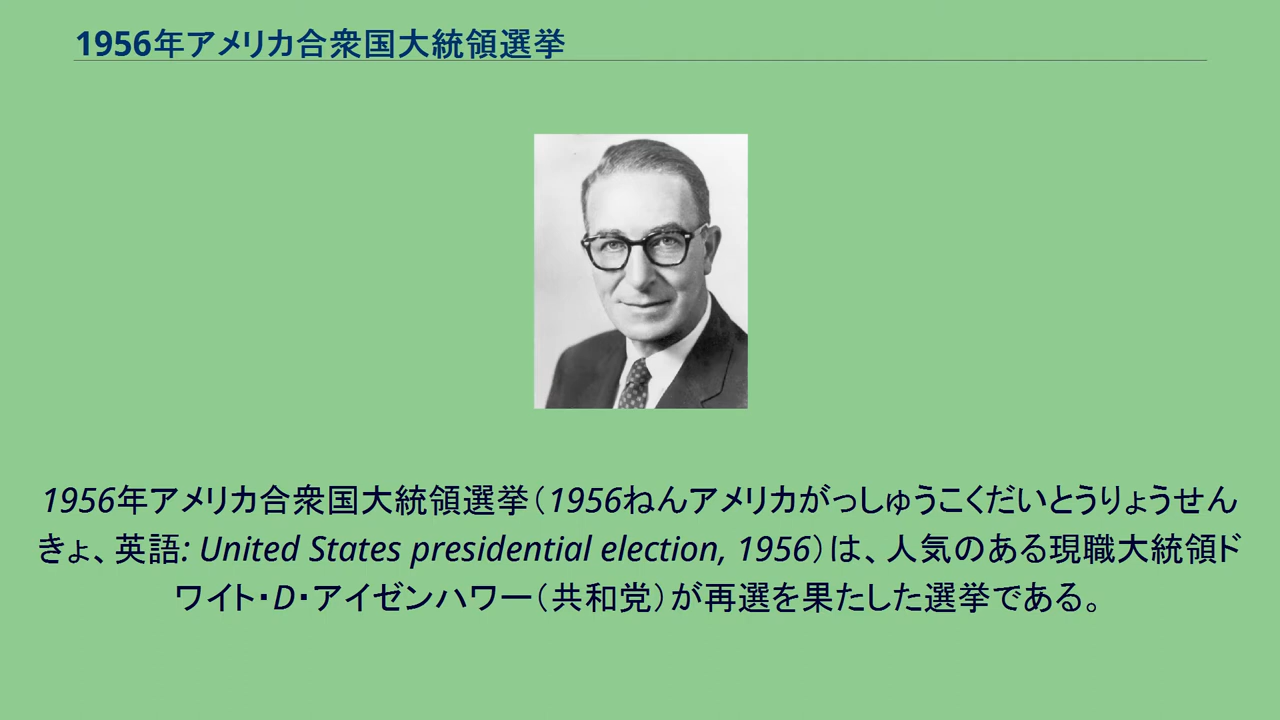 1956年アメリカ合衆国大統領選挙
1956年アメリカ合衆国大統領選挙（1956ねんアメリカがっしゅうこくだいとうりょうせん
きょ、英語: United States presidential election, 1956）は、人気のある現職大統領ド
ワイト・D・アイゼンハワー（共和党）が再選を果たした選挙である。